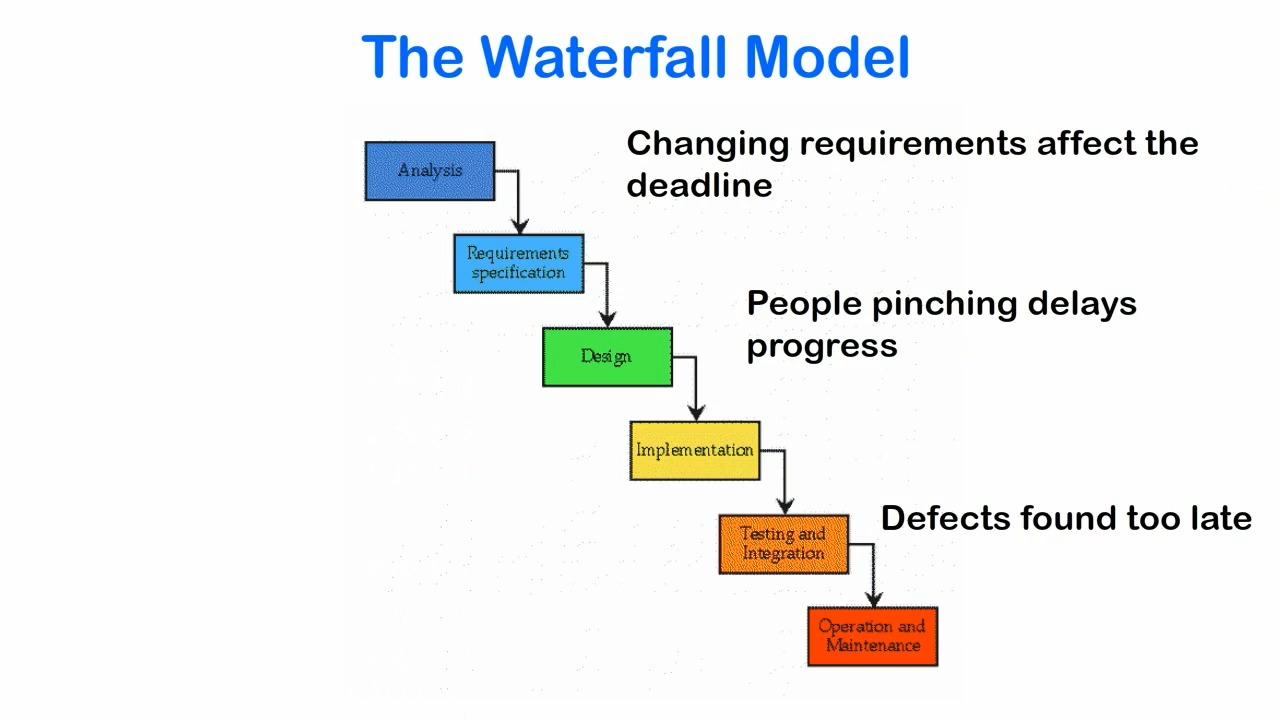 The Waterfall Model
Changing requirements affect the
deadline
Analysis
Requirements
specification
People pinching delays
progress
Design
Implementation
Defects found too late
Testing and
Integration
Operation and
Maintenance